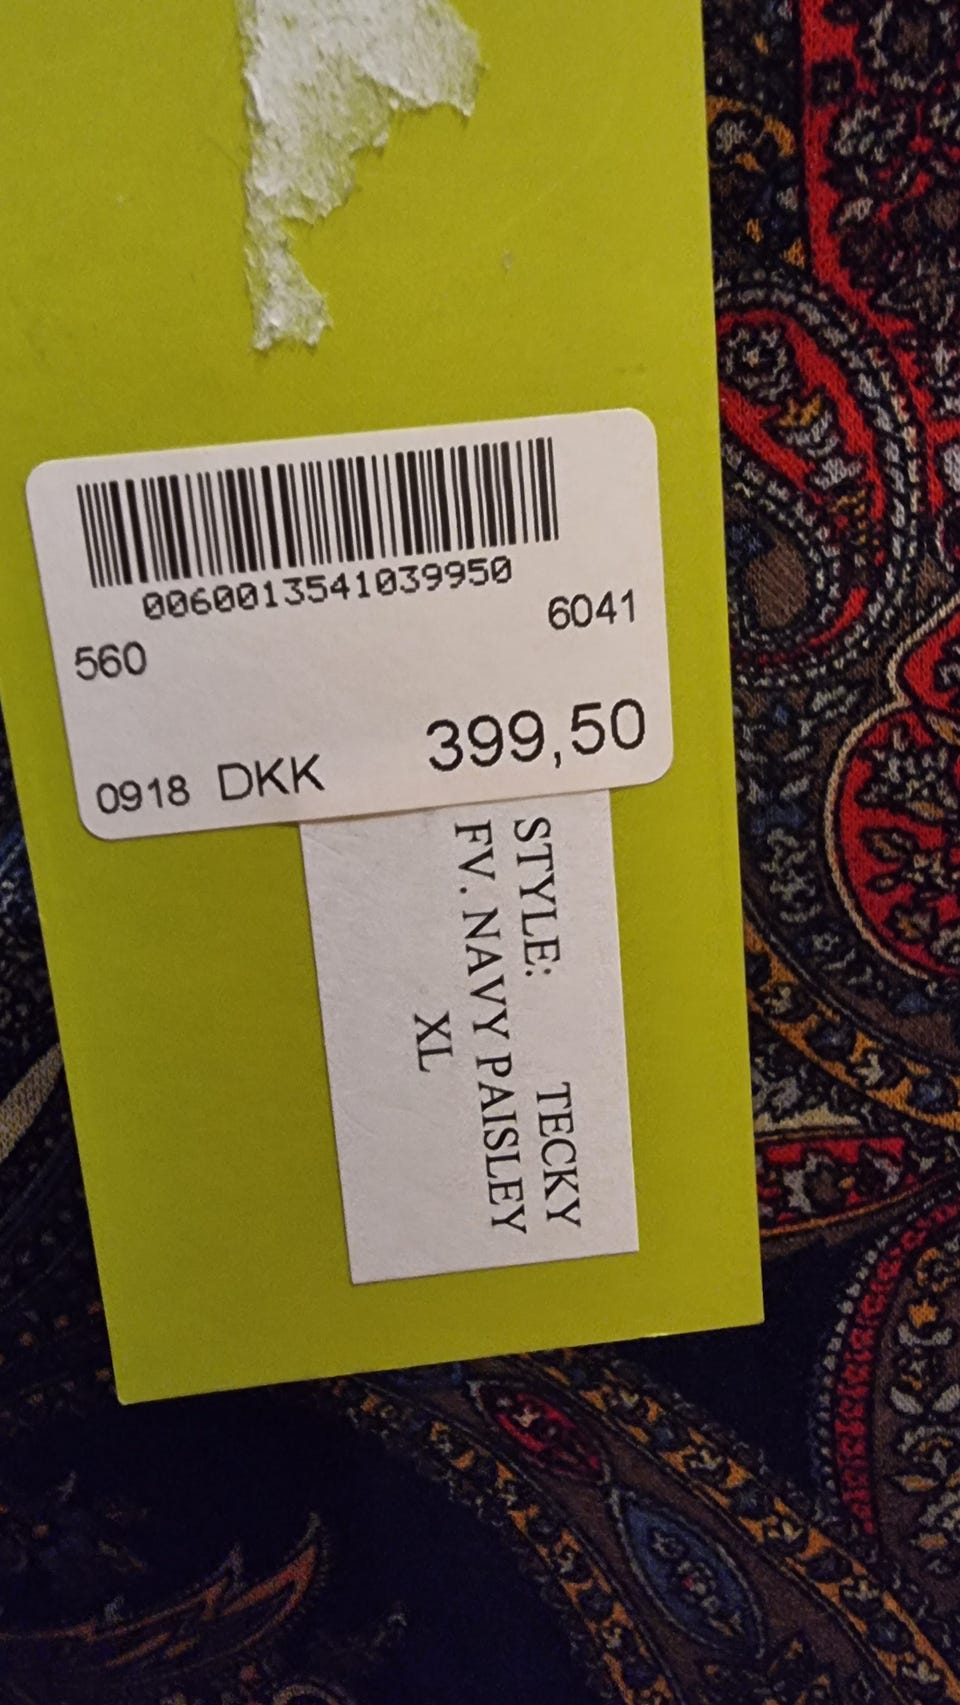 0060013541039950
560 6041
0918 DKK 399,50
STYLE: TECKY
FV. NAVY PAISLEY
XL